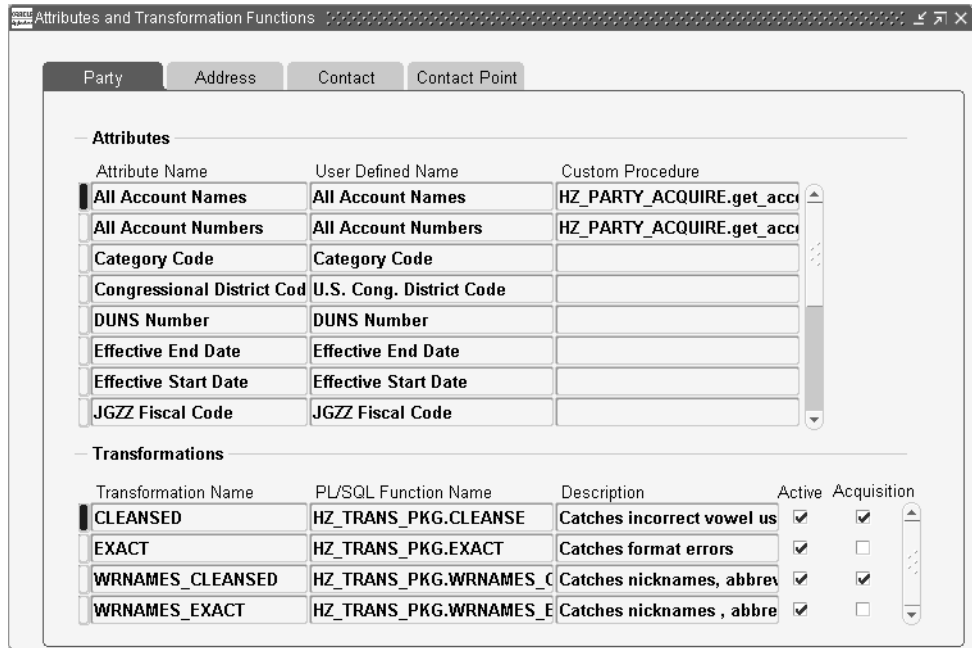 ORACLE Attributes and Transformation Functions
Party Address Contact Contact Point
Attributes
Attribute Name User Defined Name Custom Procedure
All Account Names All Account Names HZ_PARTY_ACQUIRE.get_acco
All Account Numbers All Account Numbers HZ_PARTY_ACQUIRE.get_acco
Category Code Category Code
Congressional District Cod U.S. Cong. District Code
DUNS Number DUNS Number
Effective End Date Effective End Date
Effective Start Date Effective Start Date
JGZZ Fiscal Code JGZZ Fiscal Code
Transformations
Transformation Name PL/SQL Function Name Description Active Acquisition
CLEANSED HZ_TRANS_PKG.CLEANSE Catches incorrect vowel us
EXACT HZ_TRANS_PKG.EXACT Catches format errors
WRNAMES_CLEANSED HZ_TRANS_PKG.WRNAMES_C Catches nicknames, abbrev
WRNAMES_EXACT HZ_TRANS_PKG.WRNAMES_E Catches nicknames , abbre